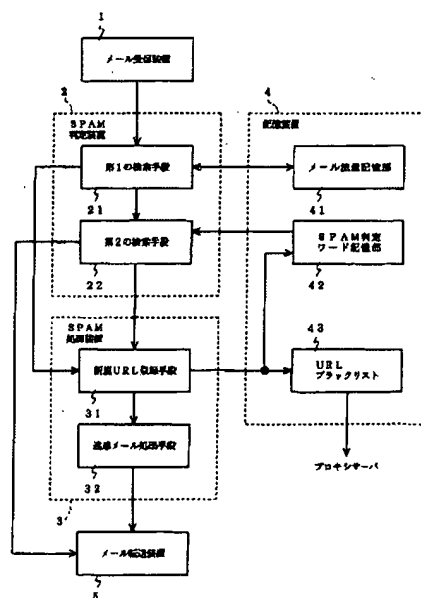 1
メール受信装置
2
SPAM
判定装置
第1の検索手段
21
第2の検索手段
22
4
記憶装置
メール流量記憶部
41
SPAM判定
ワード記憶部
42
43
URL
ブラックリスト
プロキシサーバ
SPAM
処理装置
URL収録手段
31
迷惑メール処理手段
32
3
メール転送装置
5